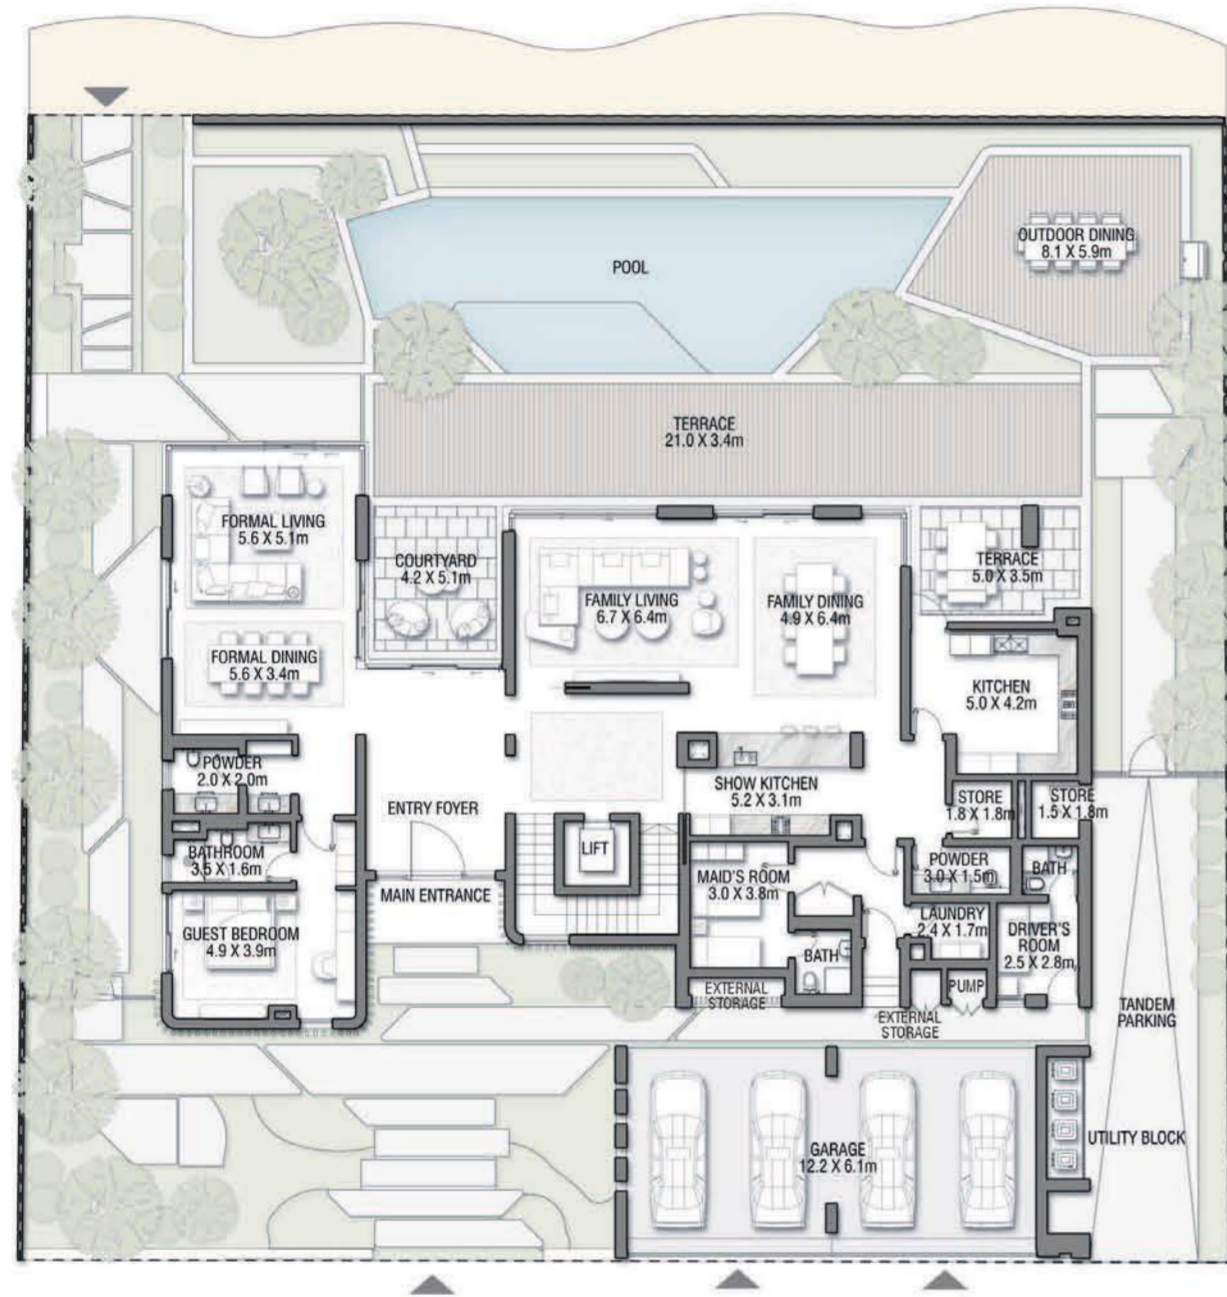 OUTDOOR DINING
8.1 X 5.9m
POOL
TERRACE
21.0 X 3.4m
FORMAL LIVING
5.6 X 5.1m
COURTYARD
4.2 X 5.1m
TERRACE
5.0 X 3.5m
FAMILY LIVING
6.7 X 6.4m
FAMILY DINING
4.9 X 6.4m
FORMAL DINING
5.6 X 3.4m
KITCHEN
5.0 X 4.2m
POWDER
2.0 X 2.0m
SHOW KITCHEN
5.2 X 3.1m
STORE
1.8 X 1.8m
STORE
1.5 X 1.8m
ENTRY FOYER
LIFT
BATHROOM
3.5 X 1.6m
MAID'S ROOM
3.0 X 3.8m
POWDER
3.0 X 1.5m
BATH
MAIN ENTRANCE
GUEST BEDROOM
4.9 X 3.9m
LAUNDRY
2.4 X 1.7m
DRIVER'S
ROOM
2.5 X 2.8m
BATH
EXTERNAL
STORAGE
PUMP
EXTERNAL
STORAGE
TANDEM
PARKING
GARAGE
12.2 X 6.1m
UTILITY BLOCK